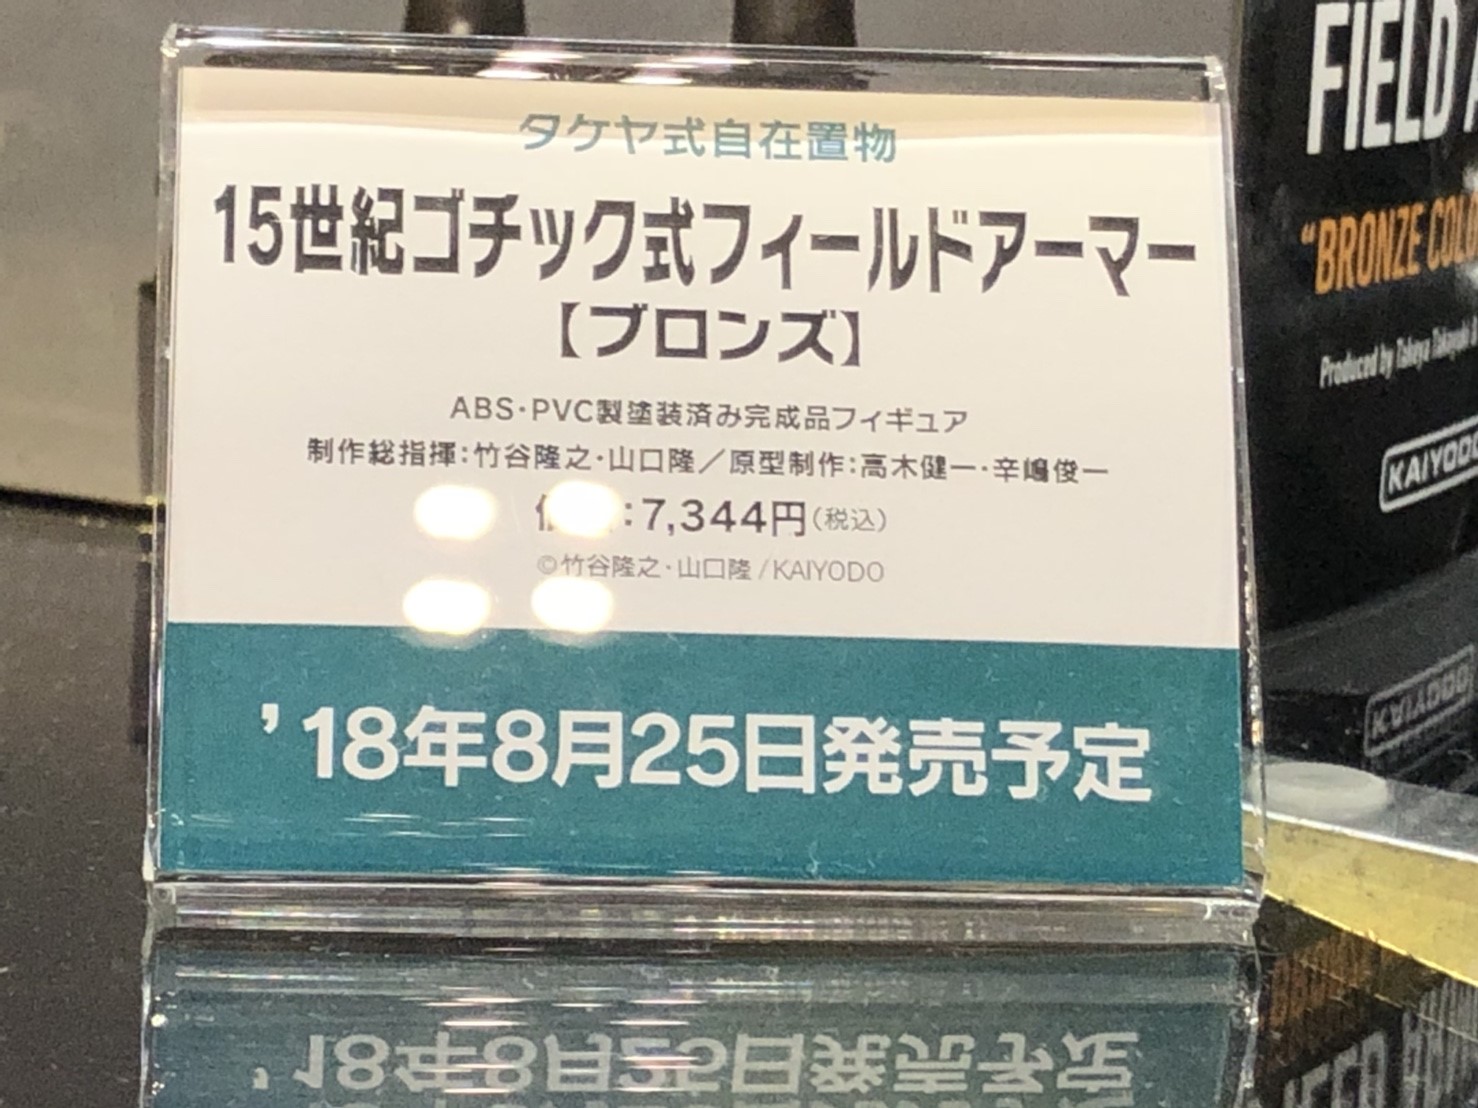 タケヤ式自在置物
15世紀ゴチック式フィールドアーマー
【ブロンズ】
ABS・PVC製塗装済み完成品フィギュア
制作総指揮：竹谷隆之・山口隆／原型制作：高木健一・辛嶋俊一
：7,344円（税込）
©竹谷隆之・山口隆/KAIYODO
’18年8月25日発売予定
FIELD
“BRONZE
Produced by Takeya Takayuki
KAIYODO